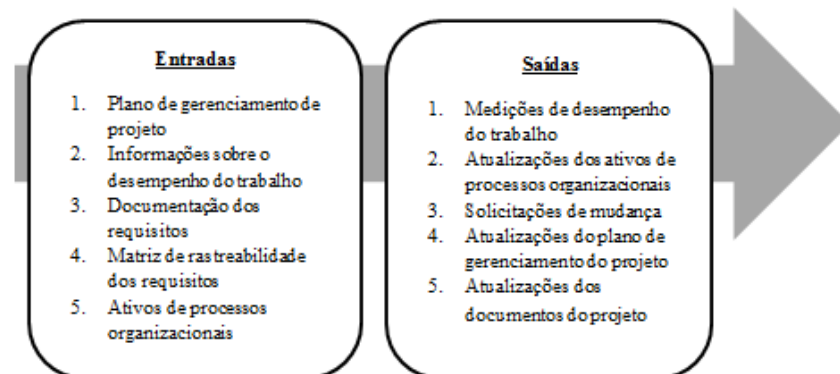 Entradas
1. Plano de gerenciamento de
projeto
2. Informações sobre o
desempenho do trabalho
3. Documentação dos
requisitos
4. Matriz de rastreabilidade
dos requisitos
5. Ativos de processos
organizacionais
Saídas
1. Medições de desempenho
do trabalho
2. Atualizações dos ativos de
processos organizacionais
3. Solicitações de mudança
4. Atualizações do plano de
gerenciamento do projeto
5. Atualizações dos
documentos do projeto